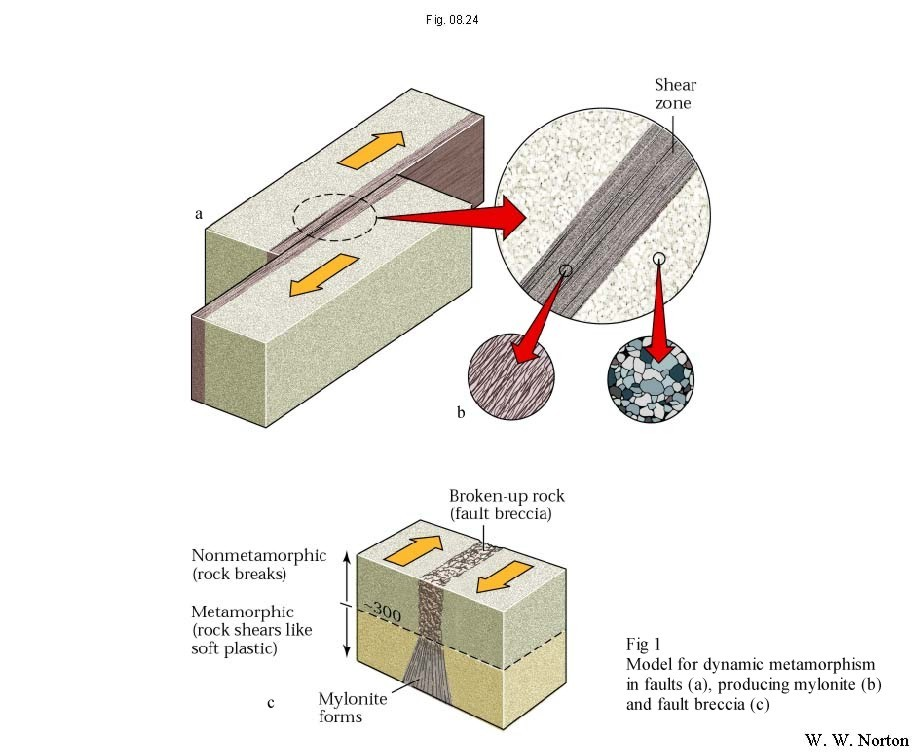 Fig. 08.24
Shear
zone
a
b
Broken-up rock
(fault breccia)
Nonmetamorphic
(rock breaks)
~300
Metamorphic
(rock shears like
soft plastic)
Mylonite
forms
c
Fig 1
Model for dynamic metamorphism
in faults (a), producing mylonite (b)
and fault breccia (c)
W. W. Norton